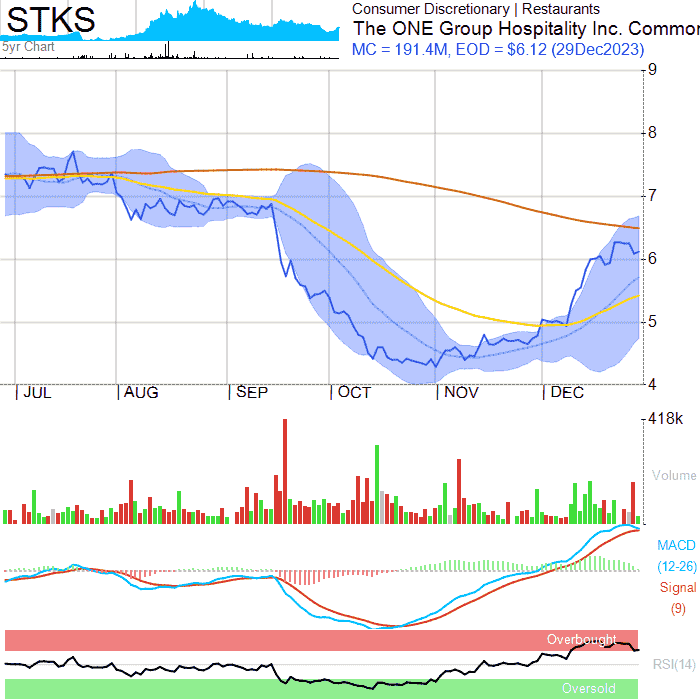 STKS
5yr Chart
Consumer Discretionary | Restaurants
The ONE Group Hospitality Inc. Common
MC = 191.4M, EOD = $6.12 (29Dec2023)
9
8
7
6
5
4
JUL
AUG
SEP
OCT
NOV
DEC
418k
Volume
MACD
(12-26)
Signal
(9)
Overbought
RSI(14)
Oversold